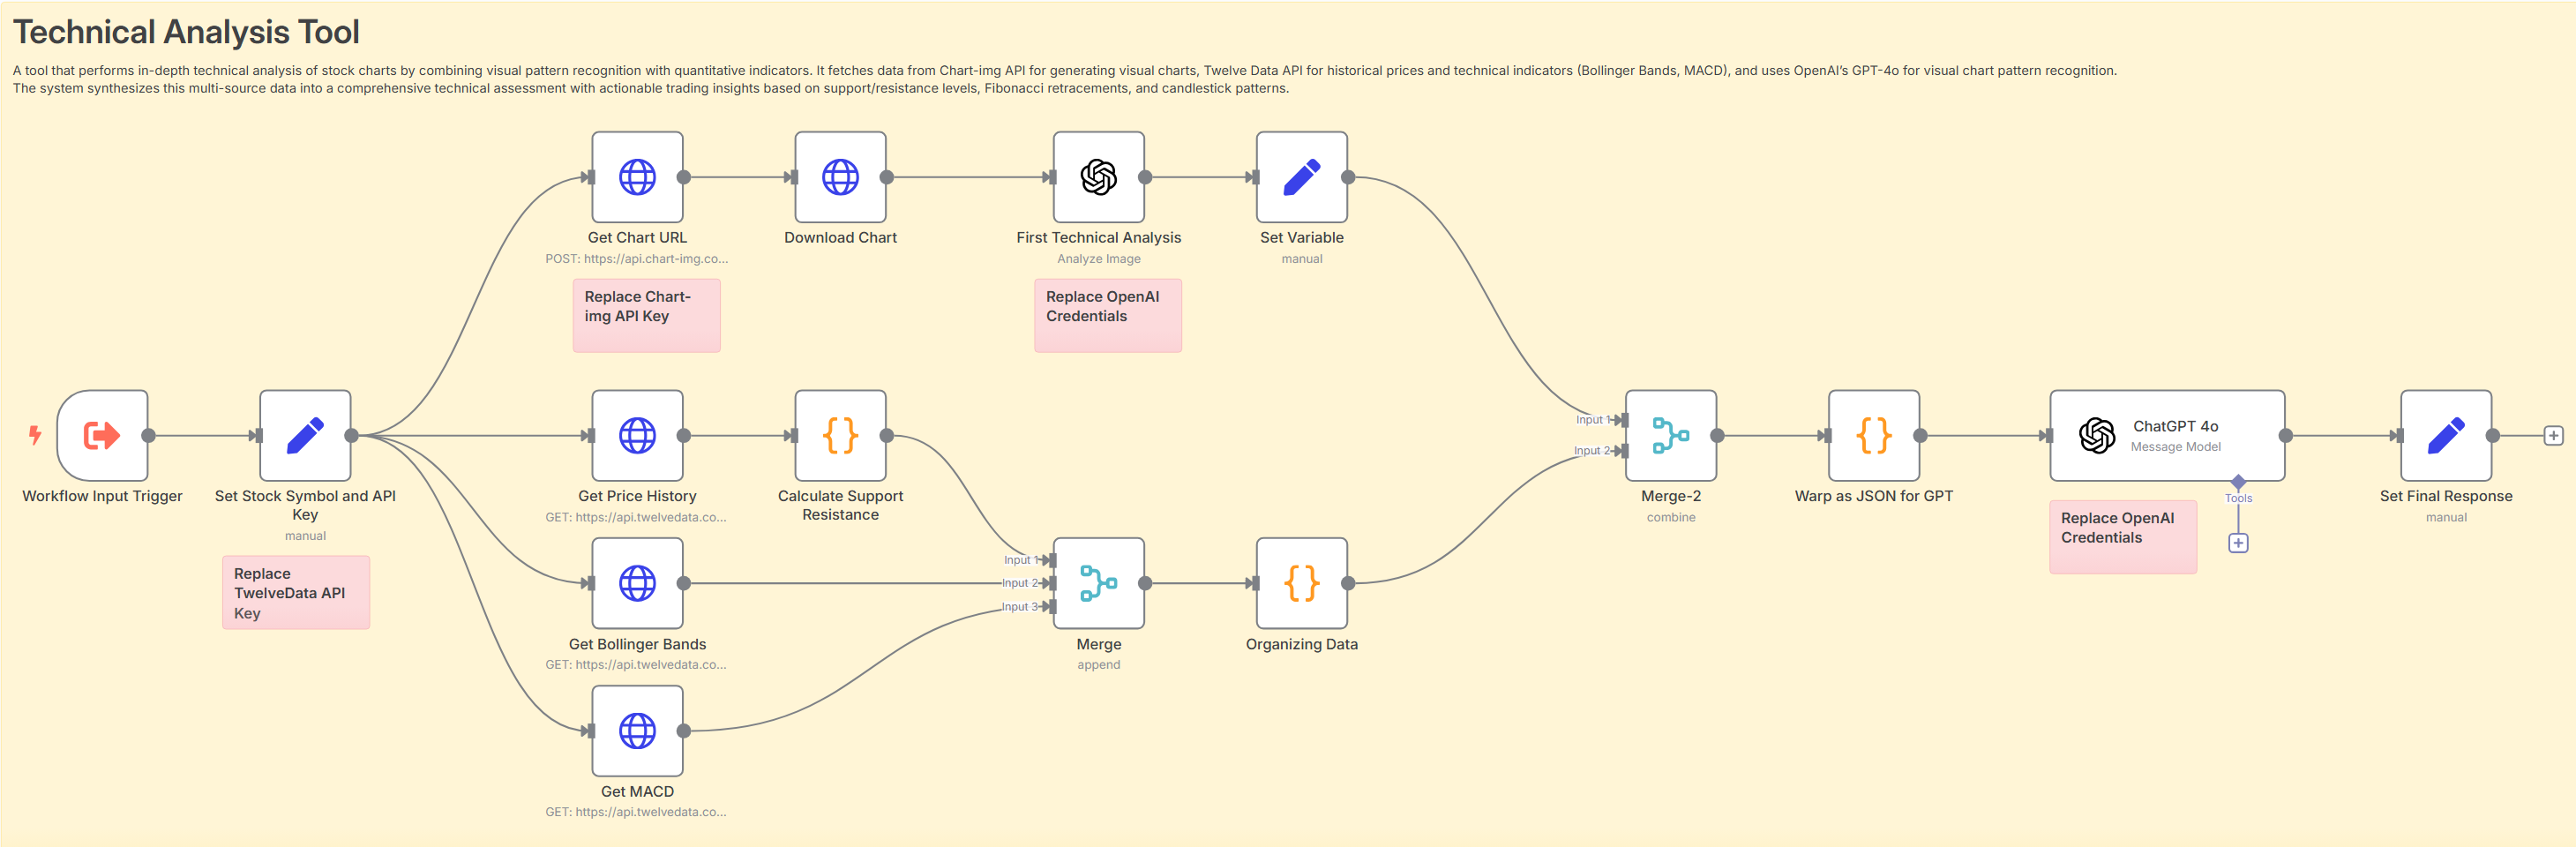 Technical Analysis Tool
A tool that performs in-depth technical analysis of stock charts by combining visual pattern recognition with quantitative indicators. It fetches data from Chart-img API for generating visual charts, Twelve Data API for historical prices and technical indicators (Bollinger Bands, MACD), and uses OpenAI's GPT-4o for visual chart pattern recognition.
The system synthesizes this multi-source data into a comprehensive technical assessment with actionable trading insights based on support/resistance levels, Fibonacci retracements, and candlestick patterns.
Get Chart URL
POST: https://api.chart-img.co...
Replace Chart-
img API Key
Download Chart
First Technical Analysis
Analyze Image
Replace OpenAI
Credentials
Set Variable
manual
Workflow Input Trigger
Set Stock Symbol and API
Key
manual
Replace
TwelveData API
Key
Get Price History
GET: https://api.twelvedata.co...
Calculate Support
Resistance
Get Bollinger Bands
GET: https://api.twelvedata.co...
Get MACD
GET: https://api.twelvedata.co...
Input 1
Input 2
Input 3
Merge
append
Organizing Data
Input 1
Input 2
Merge-2
combine
Warp as JSON for GPT
ChatGPT 4o
Message Model
Tools
Replace OpenAI
Credentials
Set Final Response
manual